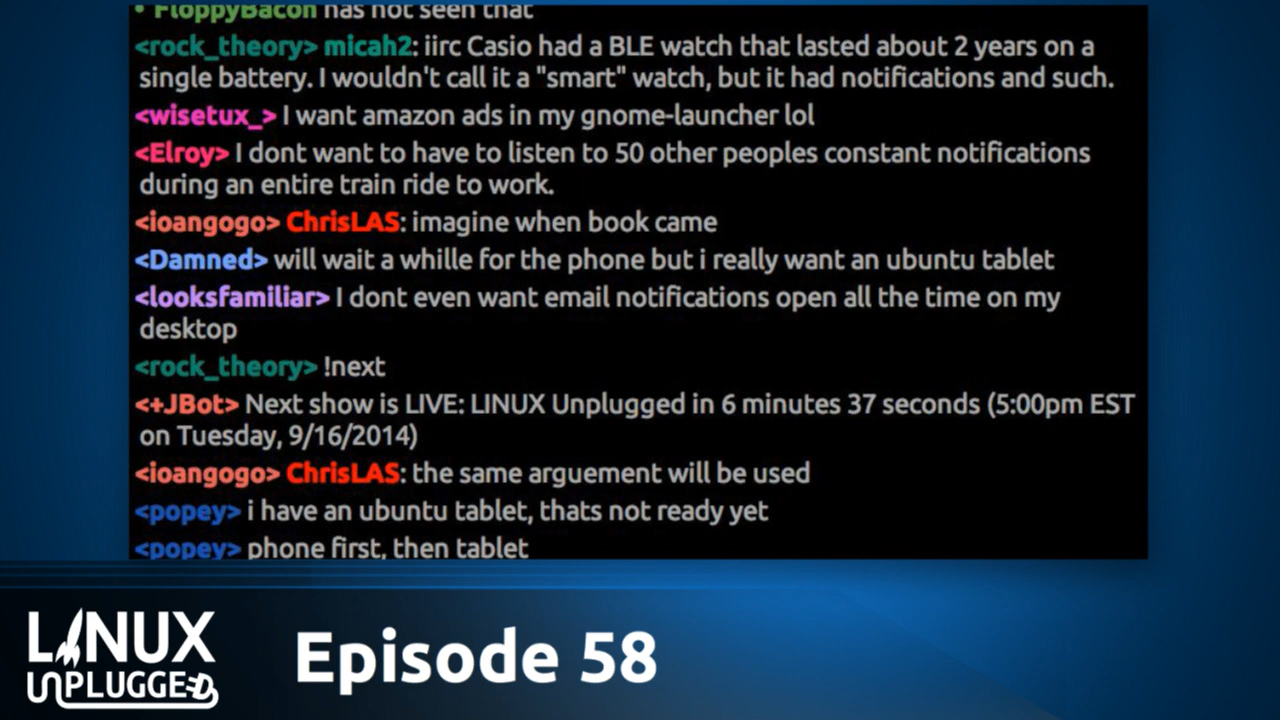 • FloppyBacon has not seen that
<rock_theory> micah2: iirc Casio had a BLE watch that lasted about 2 years on a
single battery. I wouldn't call it a "smart" watch, but it had notifications and such.
<wisetux_> I want amazon ads in my gnome-launcher lol
<Elroy> I dont want to have to listen to 50 other peoples constant notifications
during an entire train ride to work.
<ioangogo> ChrisLAS: imagine when book came
<Damned> will wait a whille for the phone but i really want an ubuntu tablet
<looksfamiliar> I dont even want email notifications open all the time on my
desktop
<rock_theory> !next
<+JBot> Next show is LIVE: LINUX Unplugged in 6 minutes 37 seconds (5:00pm EST
on Tuesday, 9/16/2014)
<ioangogo> ChrisLAS: the same arguement will be used
<popey> i have an ubuntu tablet, thats not ready yet
<popey> phone first, then tablet
LINUX
UNPLUGGED
Episode 58